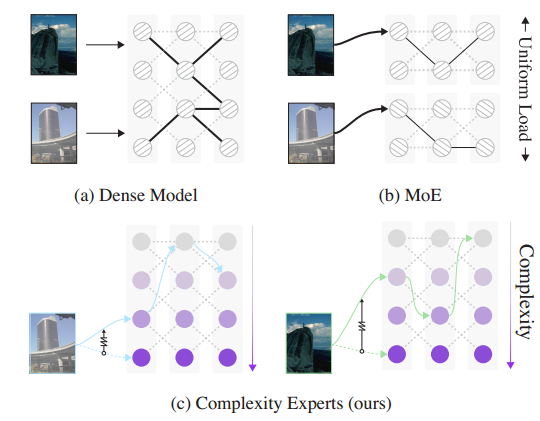 ← Uniform Load →
(a) Dense Model
(b) MoE
Complexity
(c) Complexity Experts (ours)